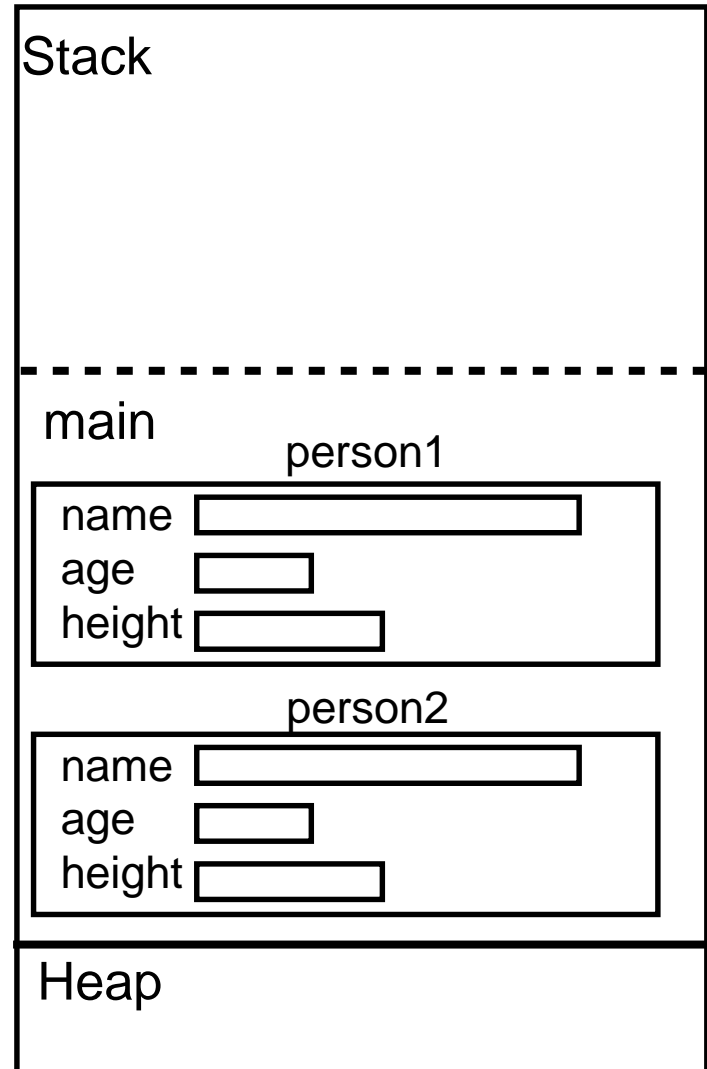 Stack
main
person1
name
age
height
person2
name
age
height
Heap